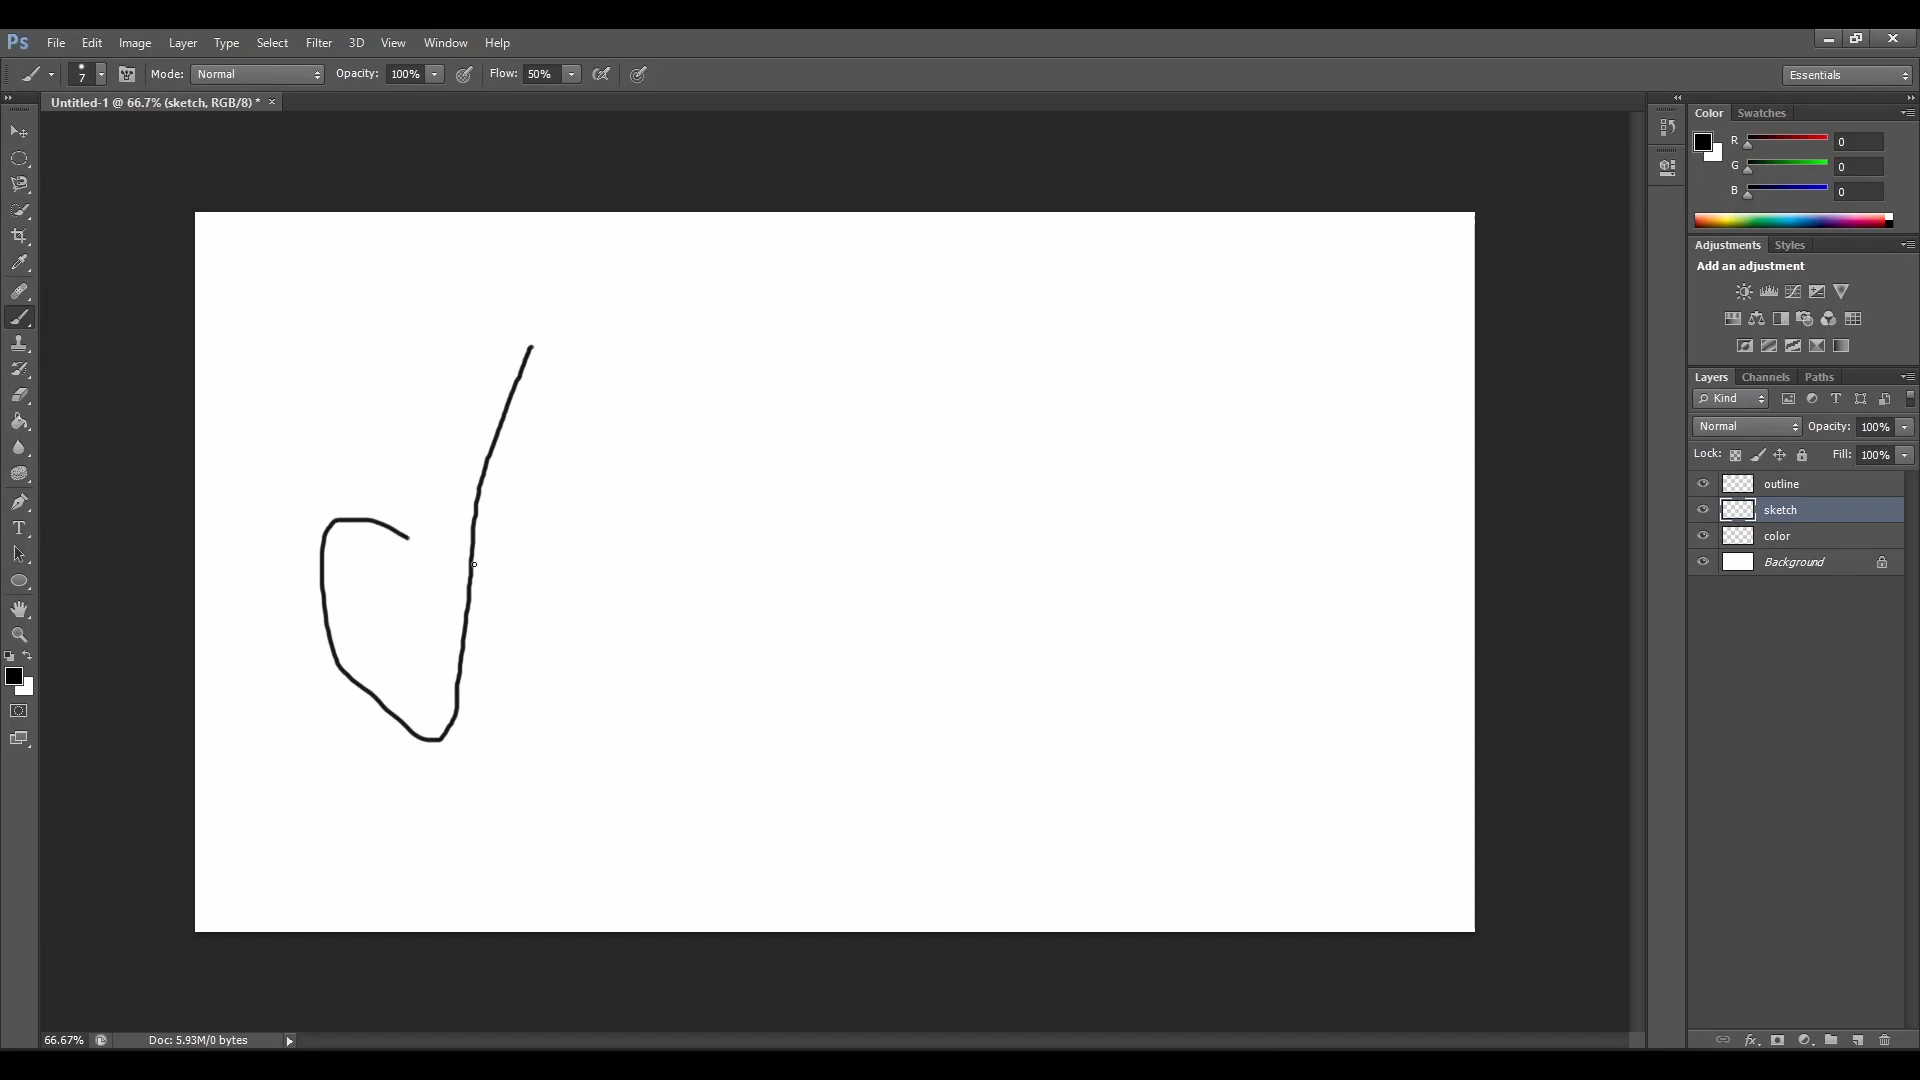 Ps File Edit Image Layer Type Select Filter 3D View Window Help
7 Mode: Normal Opacity: 100% Flow: 50% Essentials
Untitled-1 @ 66.7% (sketch, RGB/8) * ×
Color Swatches
R 0
G 0
B 0
Adjustments Styles
Add an adjustment
Layers Channels Paths
Kind
Normal Opacity: 100%
Lock: Fill: 100%
outline
sketch
color
Background
66.67% Doc: 5.93M/0 bytes